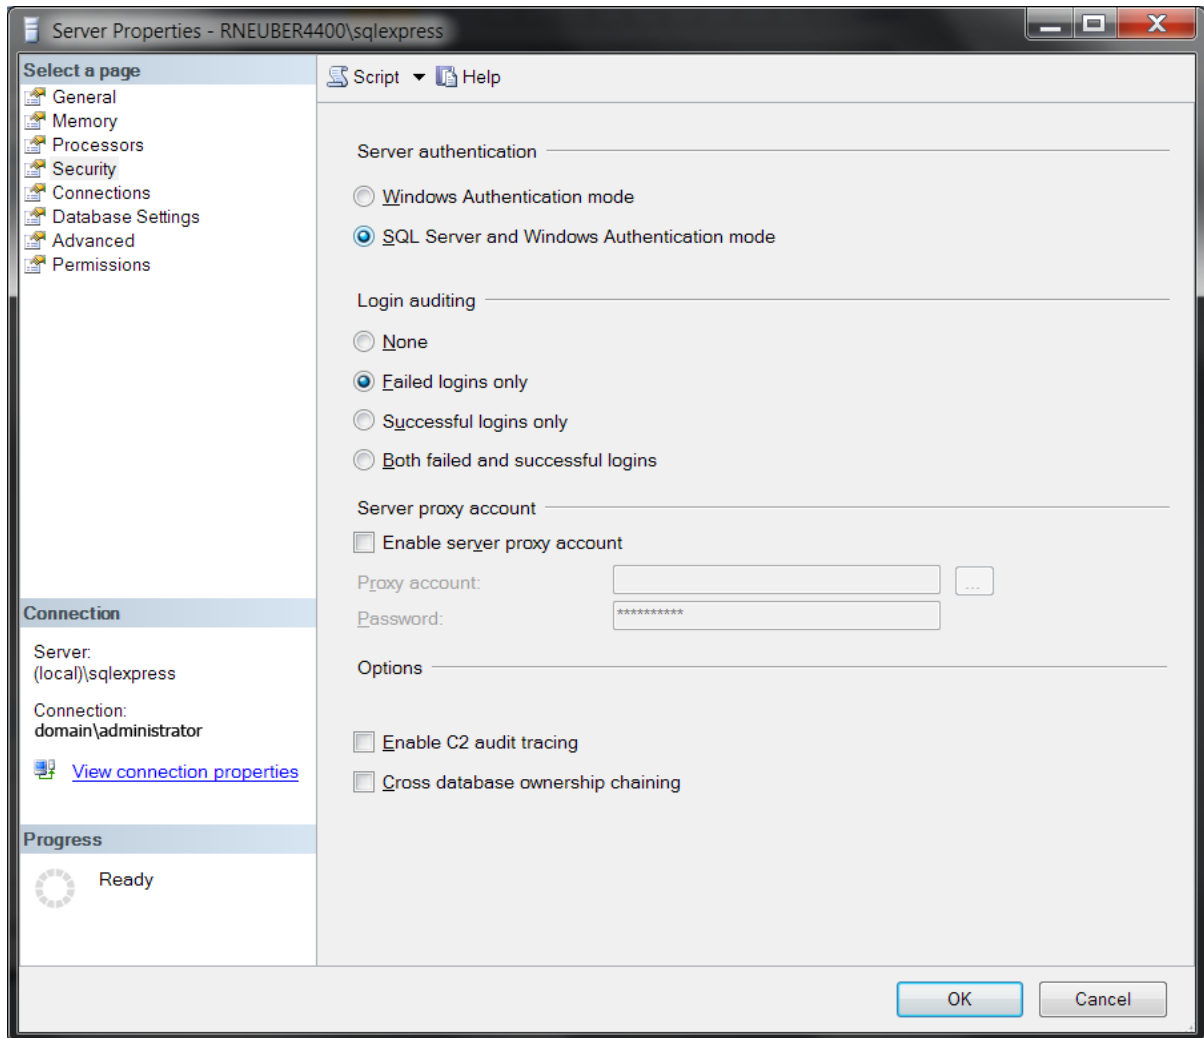 Server Properties - RNEUBER4400\sqlexpress
Select a page
General
Memory
Processors
Security
Connections
Database Settings
Advanced
Permissions
Script Help
Server authentication
Windows Authentication mode
SQL Server and Windows Authentication mode
Login auditing
None
Failed logins only
Successful logins only
Both failed and successful logins
Server proxy account
Enable server proxy account
Proxy account:
...
Password:
**********
Options
Enable C2 audit tracing
Cross database ownership chaining
Connection
Server:
(local)\sqlexpress
Connection:
domain\administrator
View connection properties
Progress
Ready
OK Cancel